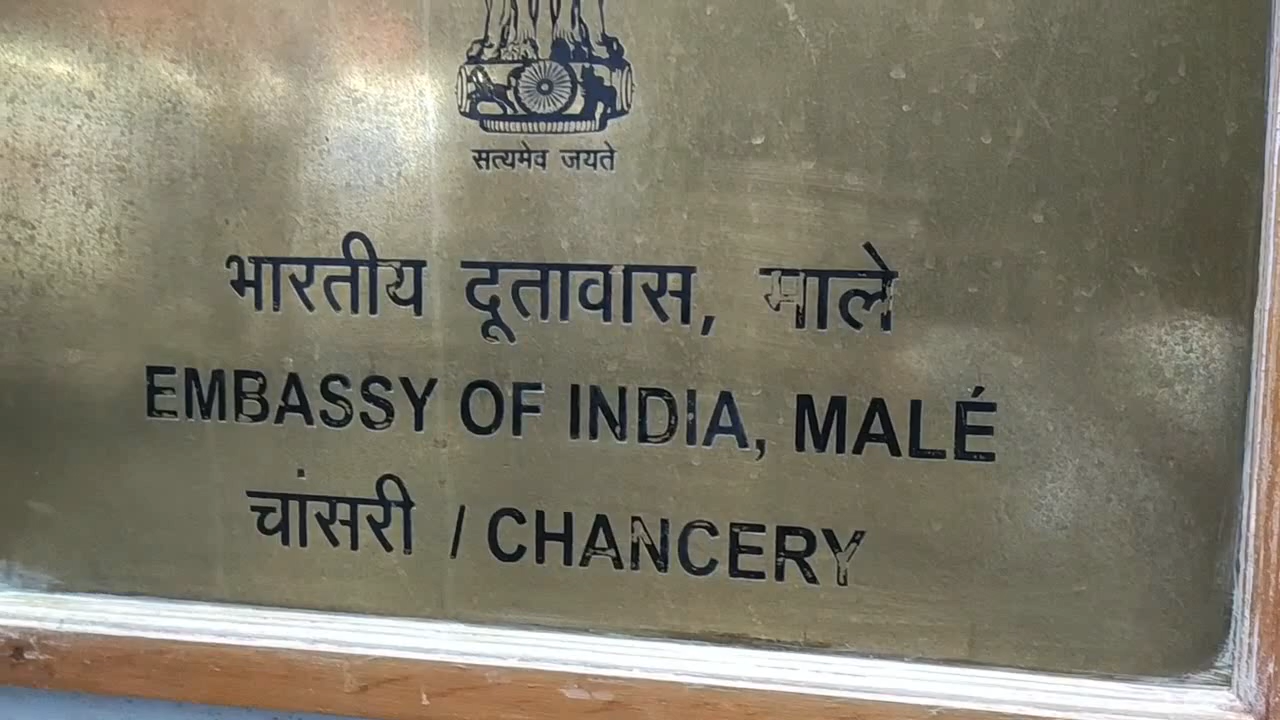 सत्यमेव जयते
भारतीय दूतावास, माले
EMBASSY OF INDIA, MALÉ
चांसरी / CHANCERY